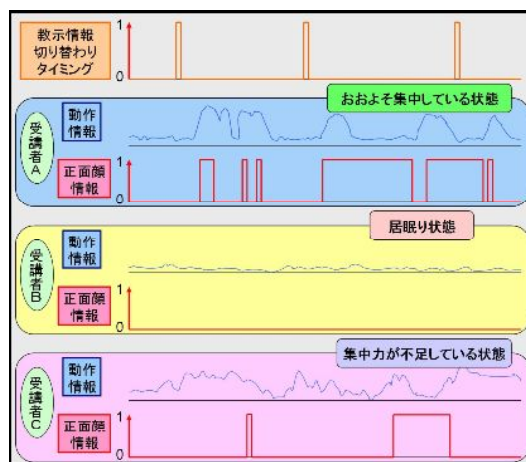 教示情報
切り替わり
タイミング
1
0
おおよそ集中している状態
受講者A
動作
情報
正面顔
情報
1
0
居眠り状態
受講者B
動作
情報
正面顔
情報
1
0
集中力が不足している状態
受講者C
動作
情報
正面顔
情報
1
0